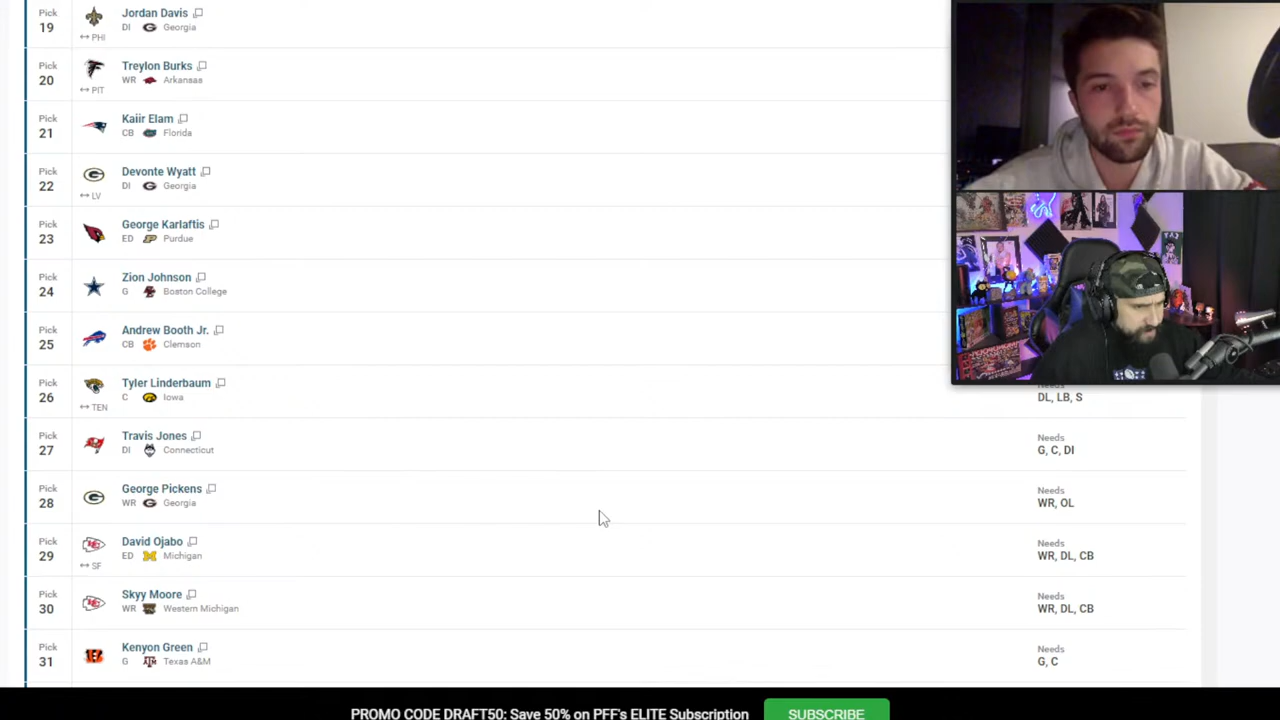 Pick
19
PHI
Jordan Davis
DI Georgia
Pick
20
PIT
Treylon Burks
WR Arkansas
Pick
21
Kaiir Elam
CB Florida
Pick
22
LV
Devonte Wyatt
DI Georgia
Pick
23
George Karlaftis
ED Purdue
Pick
24
Zion Johnson
G Boston College
Pick
25
Andrew Booth Jr.
CB Clemson
Pick
26
TEN
Tyler Linderbaum
C Iowa
DL, LB, S
Pick
27
Travis Jones
DI Connecticut
Needs
G, C, DI
Pick
28
George Pickens
WR Georgia
Needs
WR, OL
Pick
29
SF
David Ojabo
ED Michigan
Needs
WR, DL, CB
Pick
30
Skyy Moore
WR Western Michigan
Needs
WR, DL, CB
Pick
31
Kenyon Green
G Texas A&M
Needs
G, C
PROMO CODE DRAFT50: Save 50% on PFF's ELITE Subscription
SUBSCRIBE